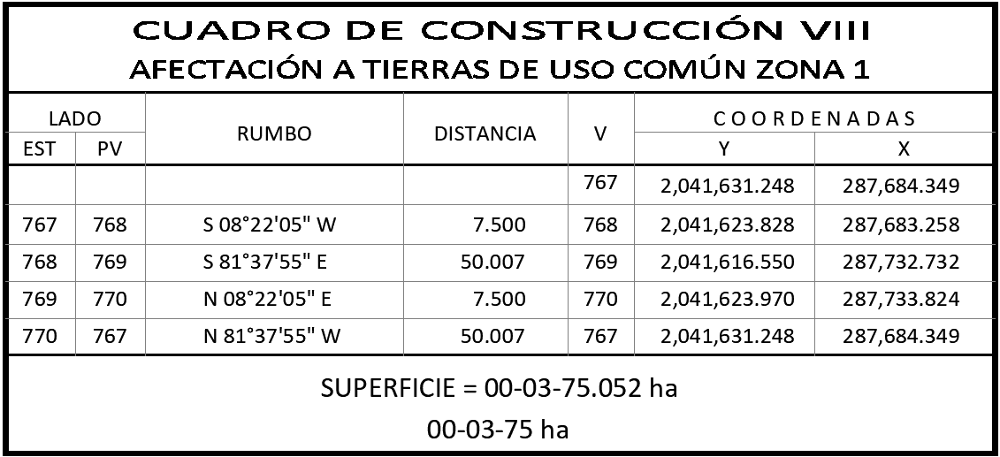 CUADRO DE CONSTRUCCIÓN VIII
AFECTACIÓN A TIERRAS DE USO COMÚN ZONA 1
LADO RUMBO DISTANCIA V COORDENADAS
EST PV Y X
767 2,041,631.248 287,684.349
767 768 S 08°22'05" W 7.500 768 2,041,623.828 287,683.258
768 769 S 81°37'55" E 50.007 769 2,041,616.550 287,732.732
769 770 N 08°22'05" E 7.500 770 2,041,623.970 287,733.824
770 767 N 81°37'55" W 50.007 767 2,041,631.248 287,684.349
SUPERFICIE = 00-03-75.052 ha
00-03-75 ha